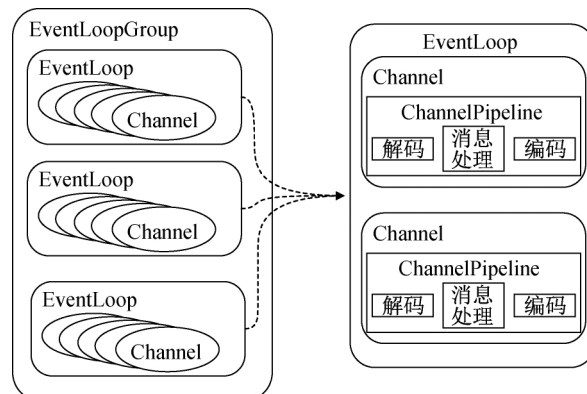 EventLoopGroup
EventLoop
Channel
EventLoop
Channel
EventLoop
Channel
EventLoop
Channel
ChannelPipeline
解码
消息
处理
编码
Channel
ChannelPipeline
解码
消息
处理
编码